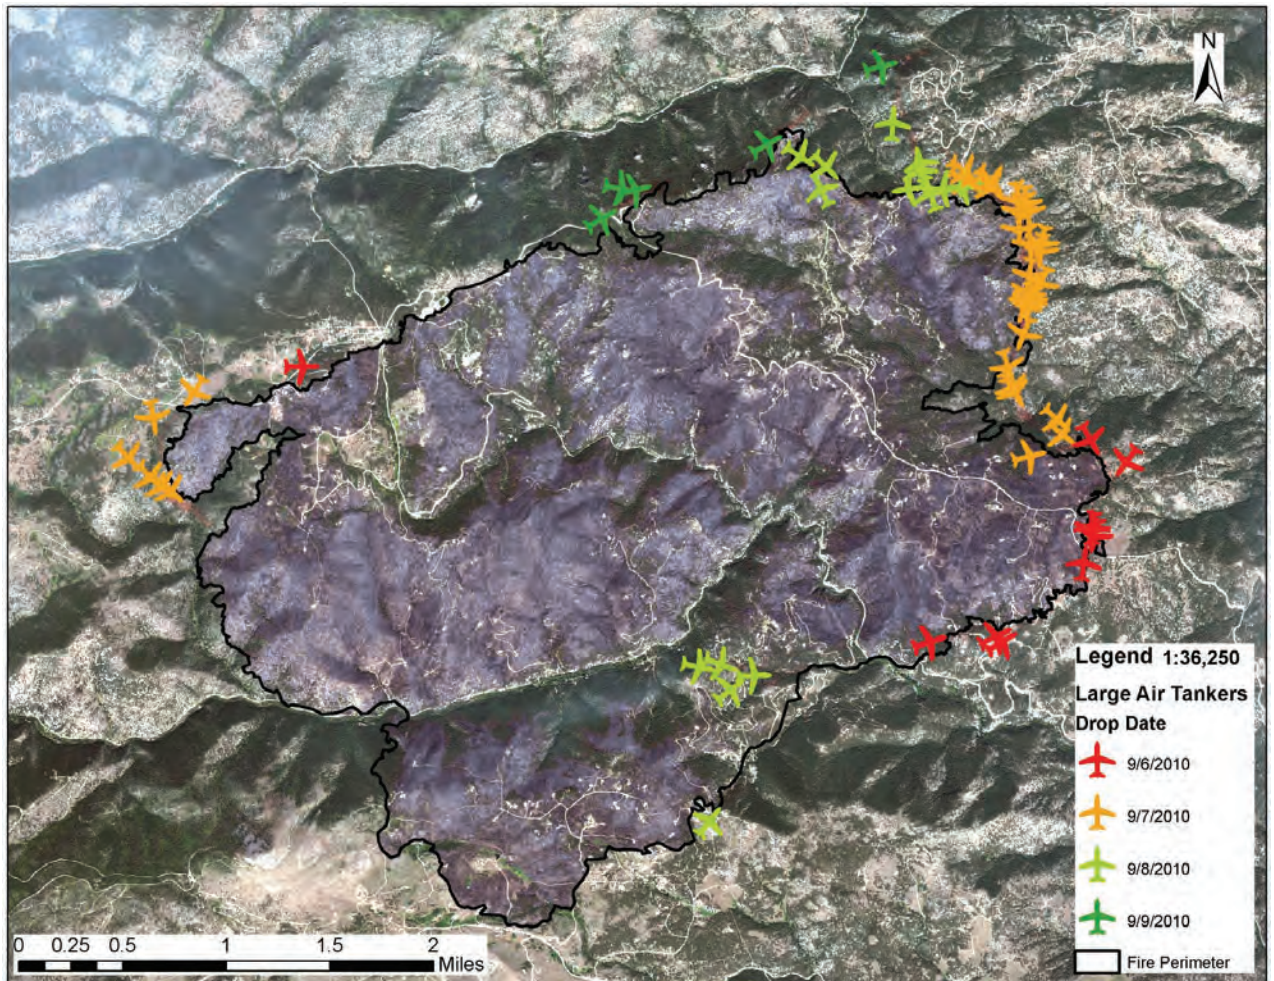 N
Legend 1:36,250
Large Air Tankers
Drop Date
9/6/2010
9/7/2010
9/8/2010
9/9/2010
Fire Perimeter
0 0.25 0.5 1 1.5 2
Miles